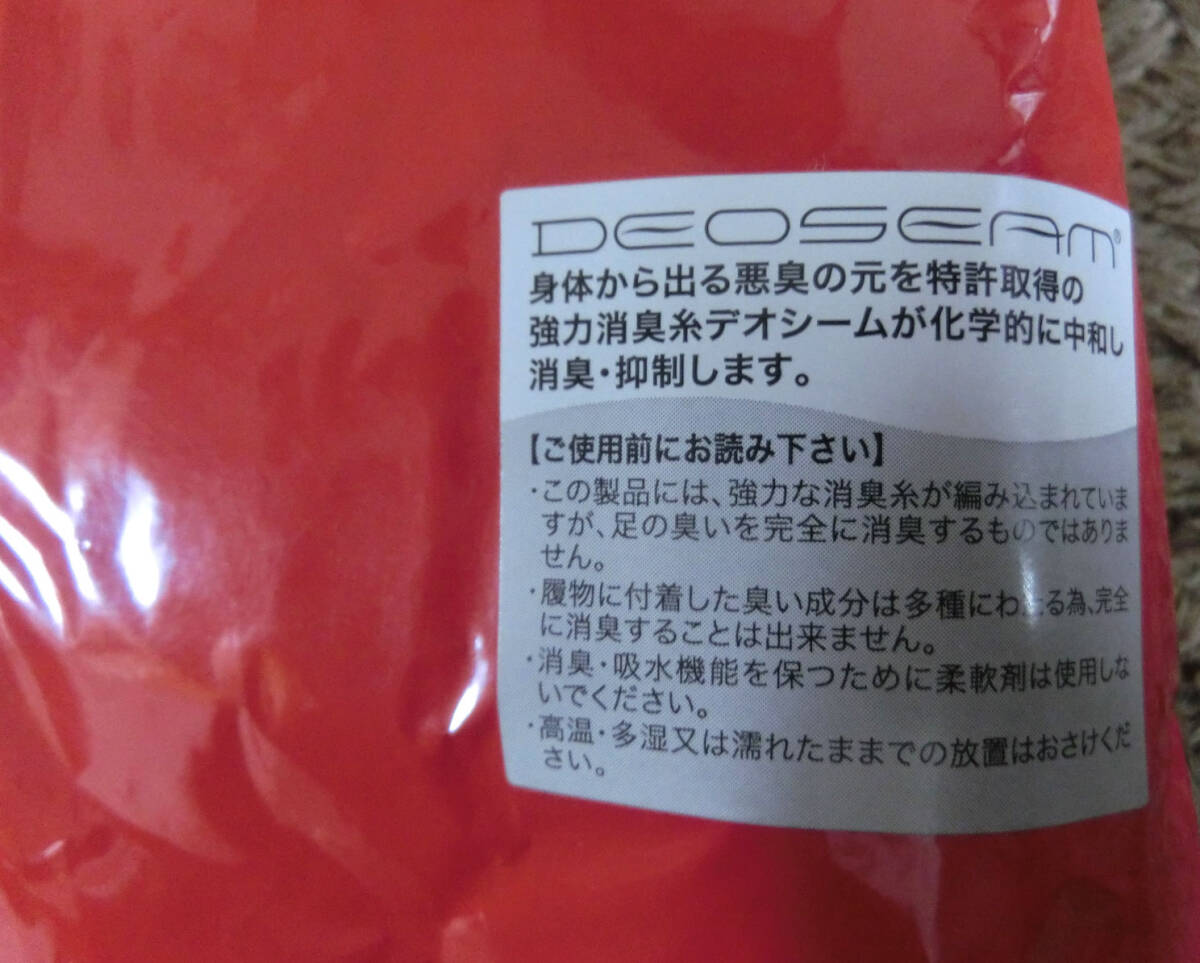 DEOSEAM®
身体から出る悪臭の元を特許取得の
強力消臭糸デオシームが化学的に中和し
消臭・抑制します。
【ご使用前にお読み下さい】
・この製品には、強力な消臭糸が編み込まれていま
すが、足の臭いを完全に消臭するものではありま
せん。
・履物に付着した臭い成分は多種にわたる為、完全
に消臭することは出来ません。
・消臭・吸水機能を保つために柔軟剤は使用しな
いでください。
・高温・多湿又は濡れたままでの放置はおさけくだ
さい。